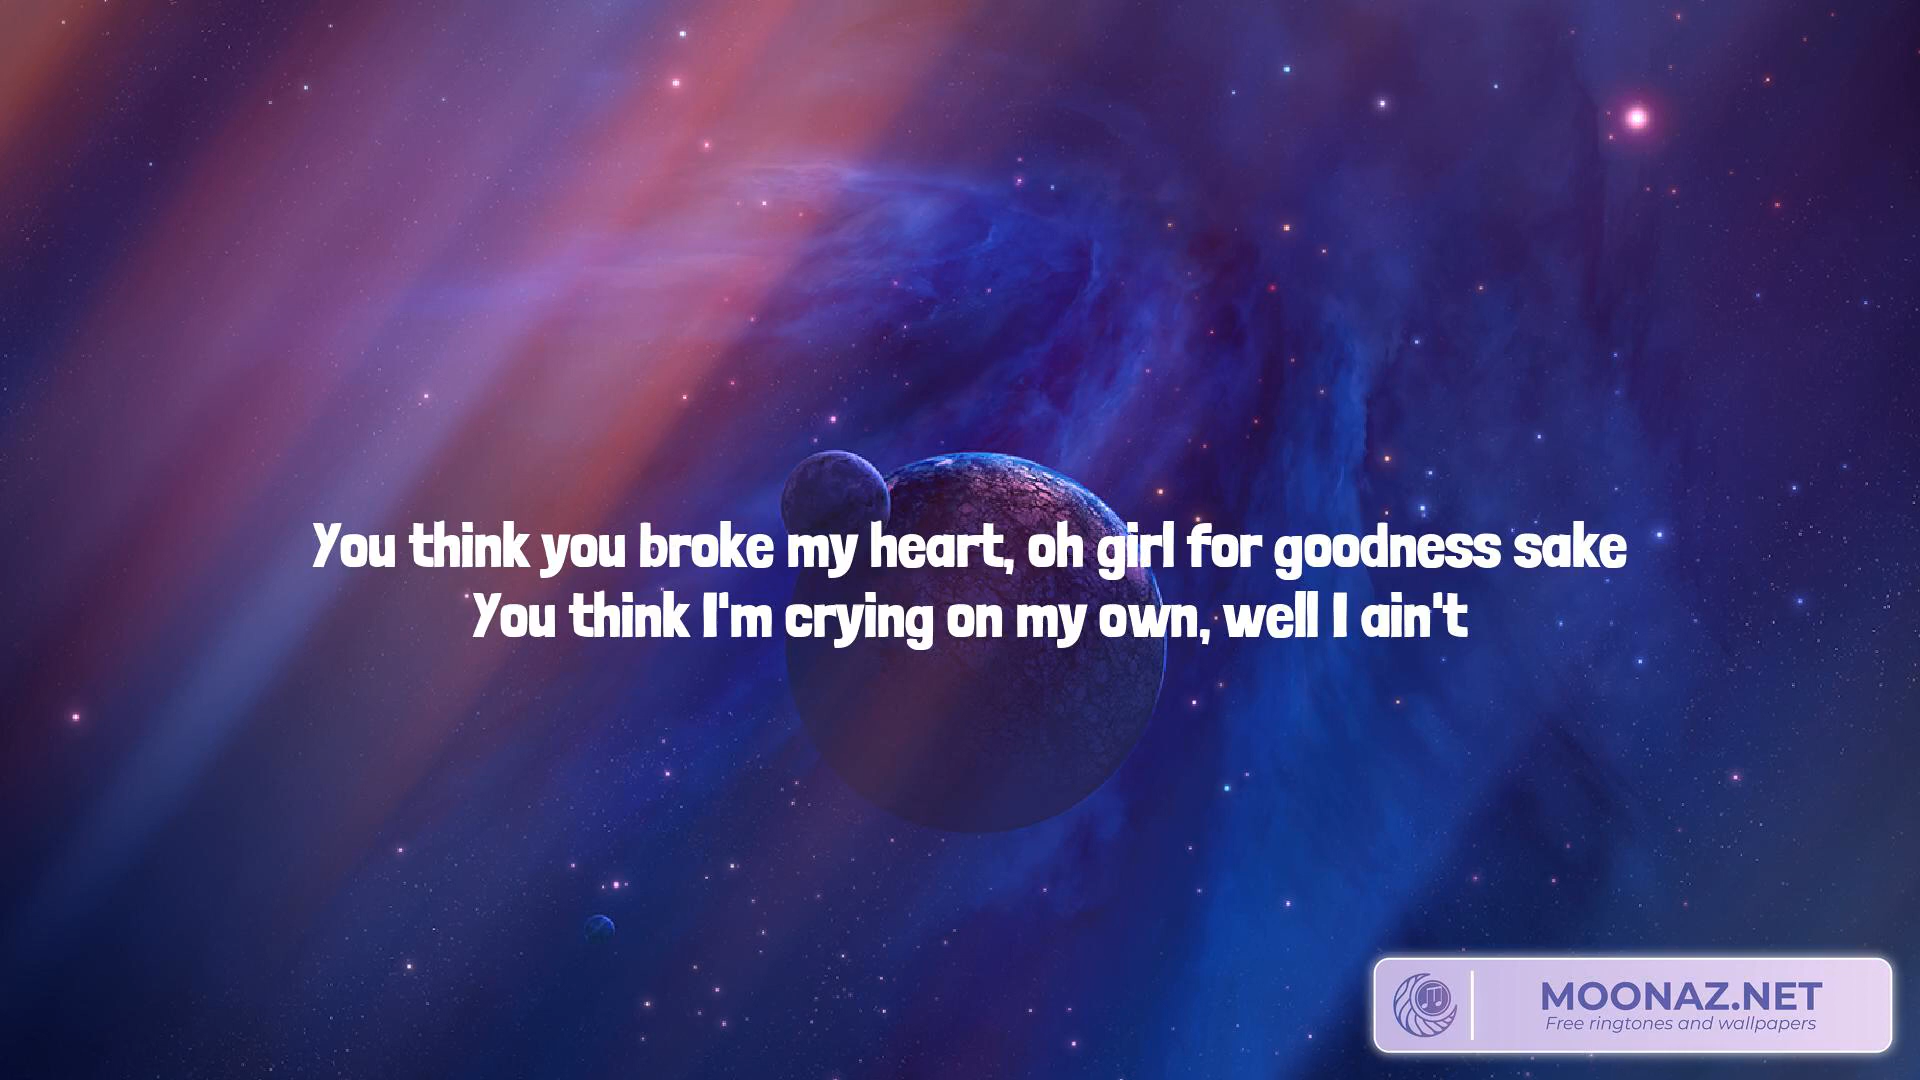 You think you broke my heart, oh girl for goodness sake
You think I'm crying on my own, well I ain't
MOONAZ.NET
Free ringtones and wallpapers